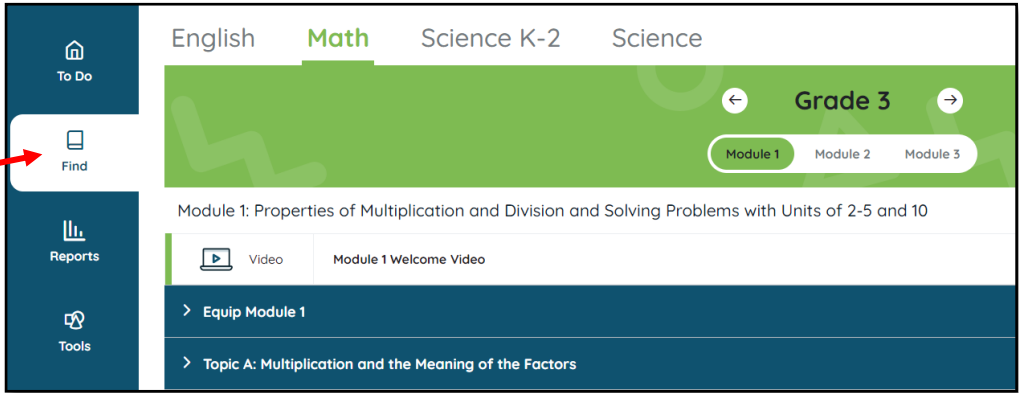 English Math Science K-2 Science
To Do
Grade 3
Find
Module 1 Module 2 Module 3
Module 1: Properties of Multiplication and Division and Solving Problems with Units of 2-5 and 10
Reports
Video Module 1 Welcome Video
Equip Module 1
Tools
Topic A: Multiplication and the Meaning of the Factors